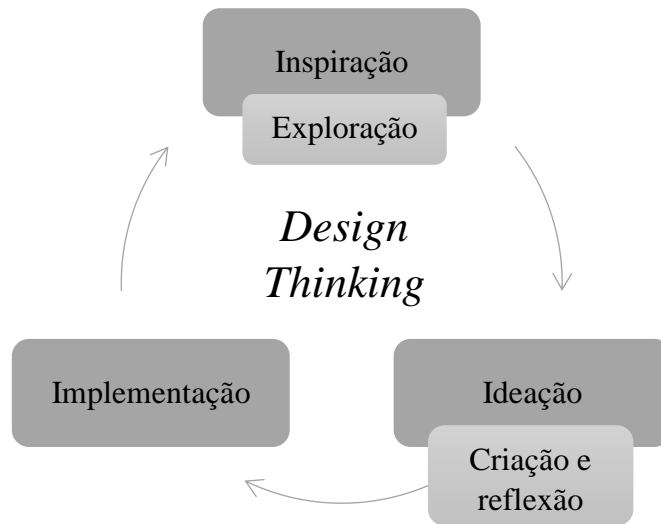 Inspiração
Exploração
Design
Thinking
Implementação
Ideação
Criação e
reflexão